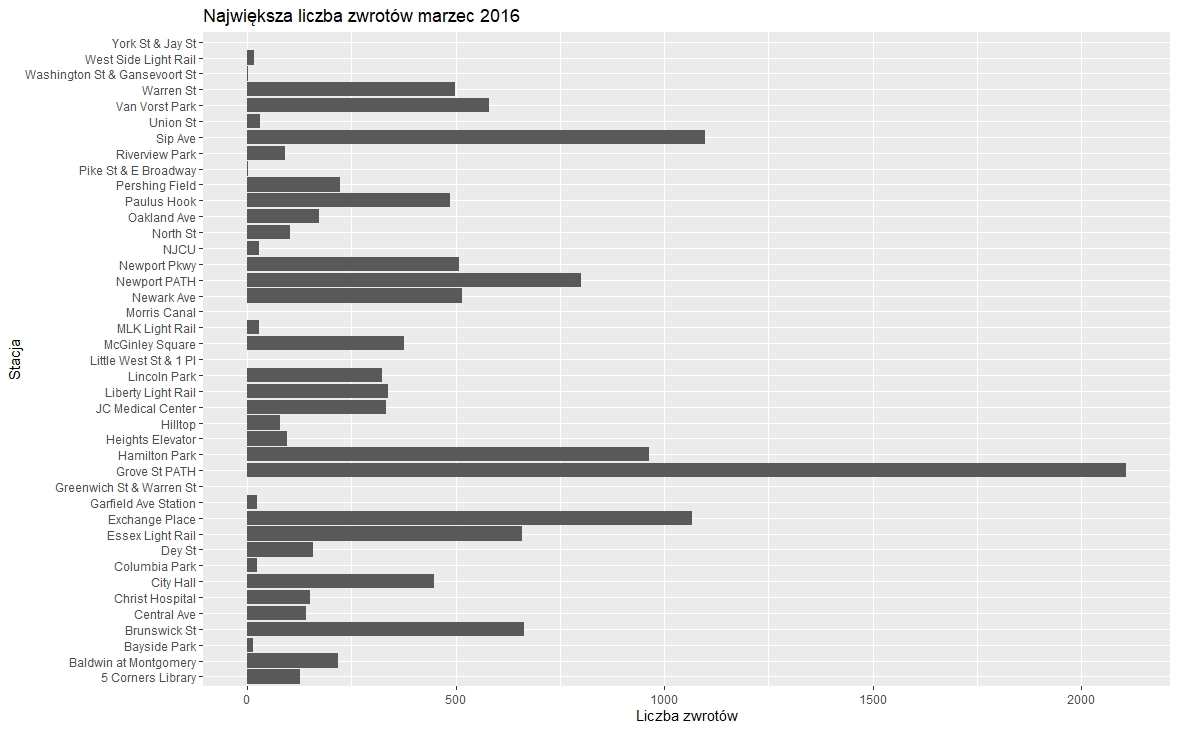 Największa liczba zwrotów marzec 2016
York St & Jay St
West Side Light Rail
Washington St & Gansevoort St
Warren St
Van Vorst Park
Union St
Sip Ave
Riverview Park
Pike St & E Broadway
Pershing Field
Paulus Hook
Oakland Ave
North St
NJCU
Newport Pkwy
Newport PATH
Newark Ave
Morris Canal
MLK Light Rail
McGinley Square
Little West St & 1 Pl
Lincoln Park
Liberty Light Rail
JC Medical Center
Hilltop
Heights Elevator
Hamilton Park
Grove St PATH
Greenwich St & Warren St
Garfield Ave Station
Exchange Place
Essex Light Rail
Dey St
Columbia Park
City Hall
Christ Hospital
Central Ave
Brunswick St
Bayside Park
Baldwin at Montgomery
5 Corners Library
Stacja
0 500 1000 1500 2000
Liczba zwrotów